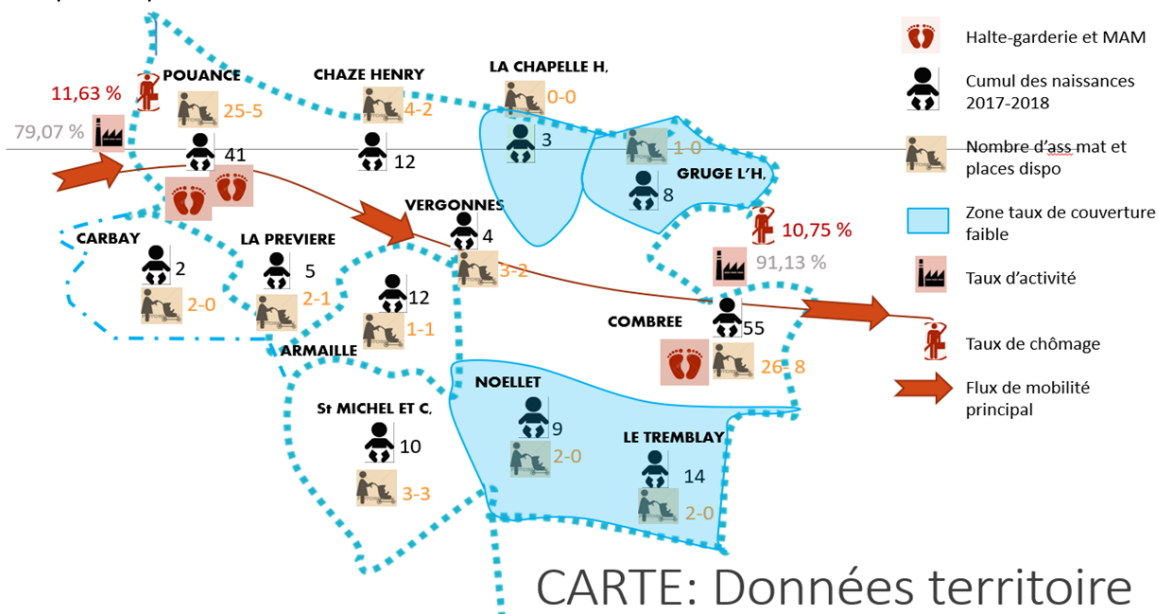 POUANCE
CHAZE HENRY
LA CHAPELLE H,
11,63 %
25-5
4-2
0-0
79,07 %
41
12
3
1-0
GRUGE L'H,
8
VERGONNES
4
3-2
CARBAY
2
2-0
LA PREVIERE
5
2-1
12
1-1
ARMAILLE
10,75 %
91,13 %
COMBREE
55
26- 8
St MICHEL ET C,
10
3-3
NOELLET
9
2-0
LE TREMBLAY
14
2-0
Halte-garderie et MAM
Cumul des naissances
2017-2018
Nombre d'ass mat et
places dispo
Zone taux de couverture
faible
Taux d'activité
Taux de chômage
Flux de mobilité
principal
CARTE: Données territoire